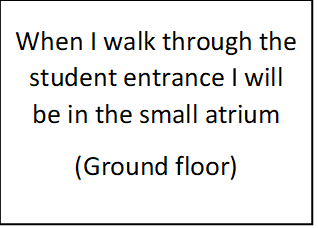 When I walk through the
student entrance I will
be in the small atrium
(Ground floor)